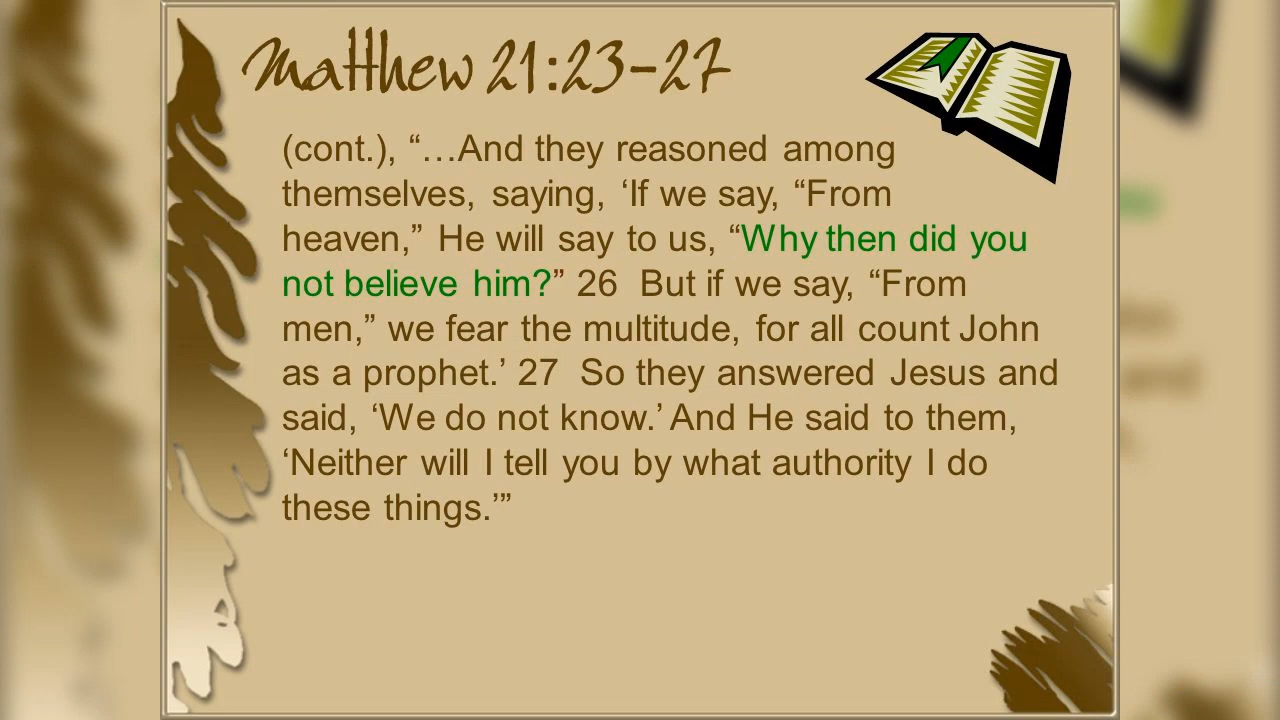 Matthew 21:23-27
(cont.), “…And they reasoned among
themselves, saying, ‘If we say, “From
heaven,” He will say to us, “Why then did you
not believe him?” 26  But if we say, “From
men,” we fear the multitude, for all count John
as a prophet.’ 27  So they answered Jesus and
said, ‘We do not know.’ And He said to them,
‘Neither will I tell you by what authority I do
these things.’”